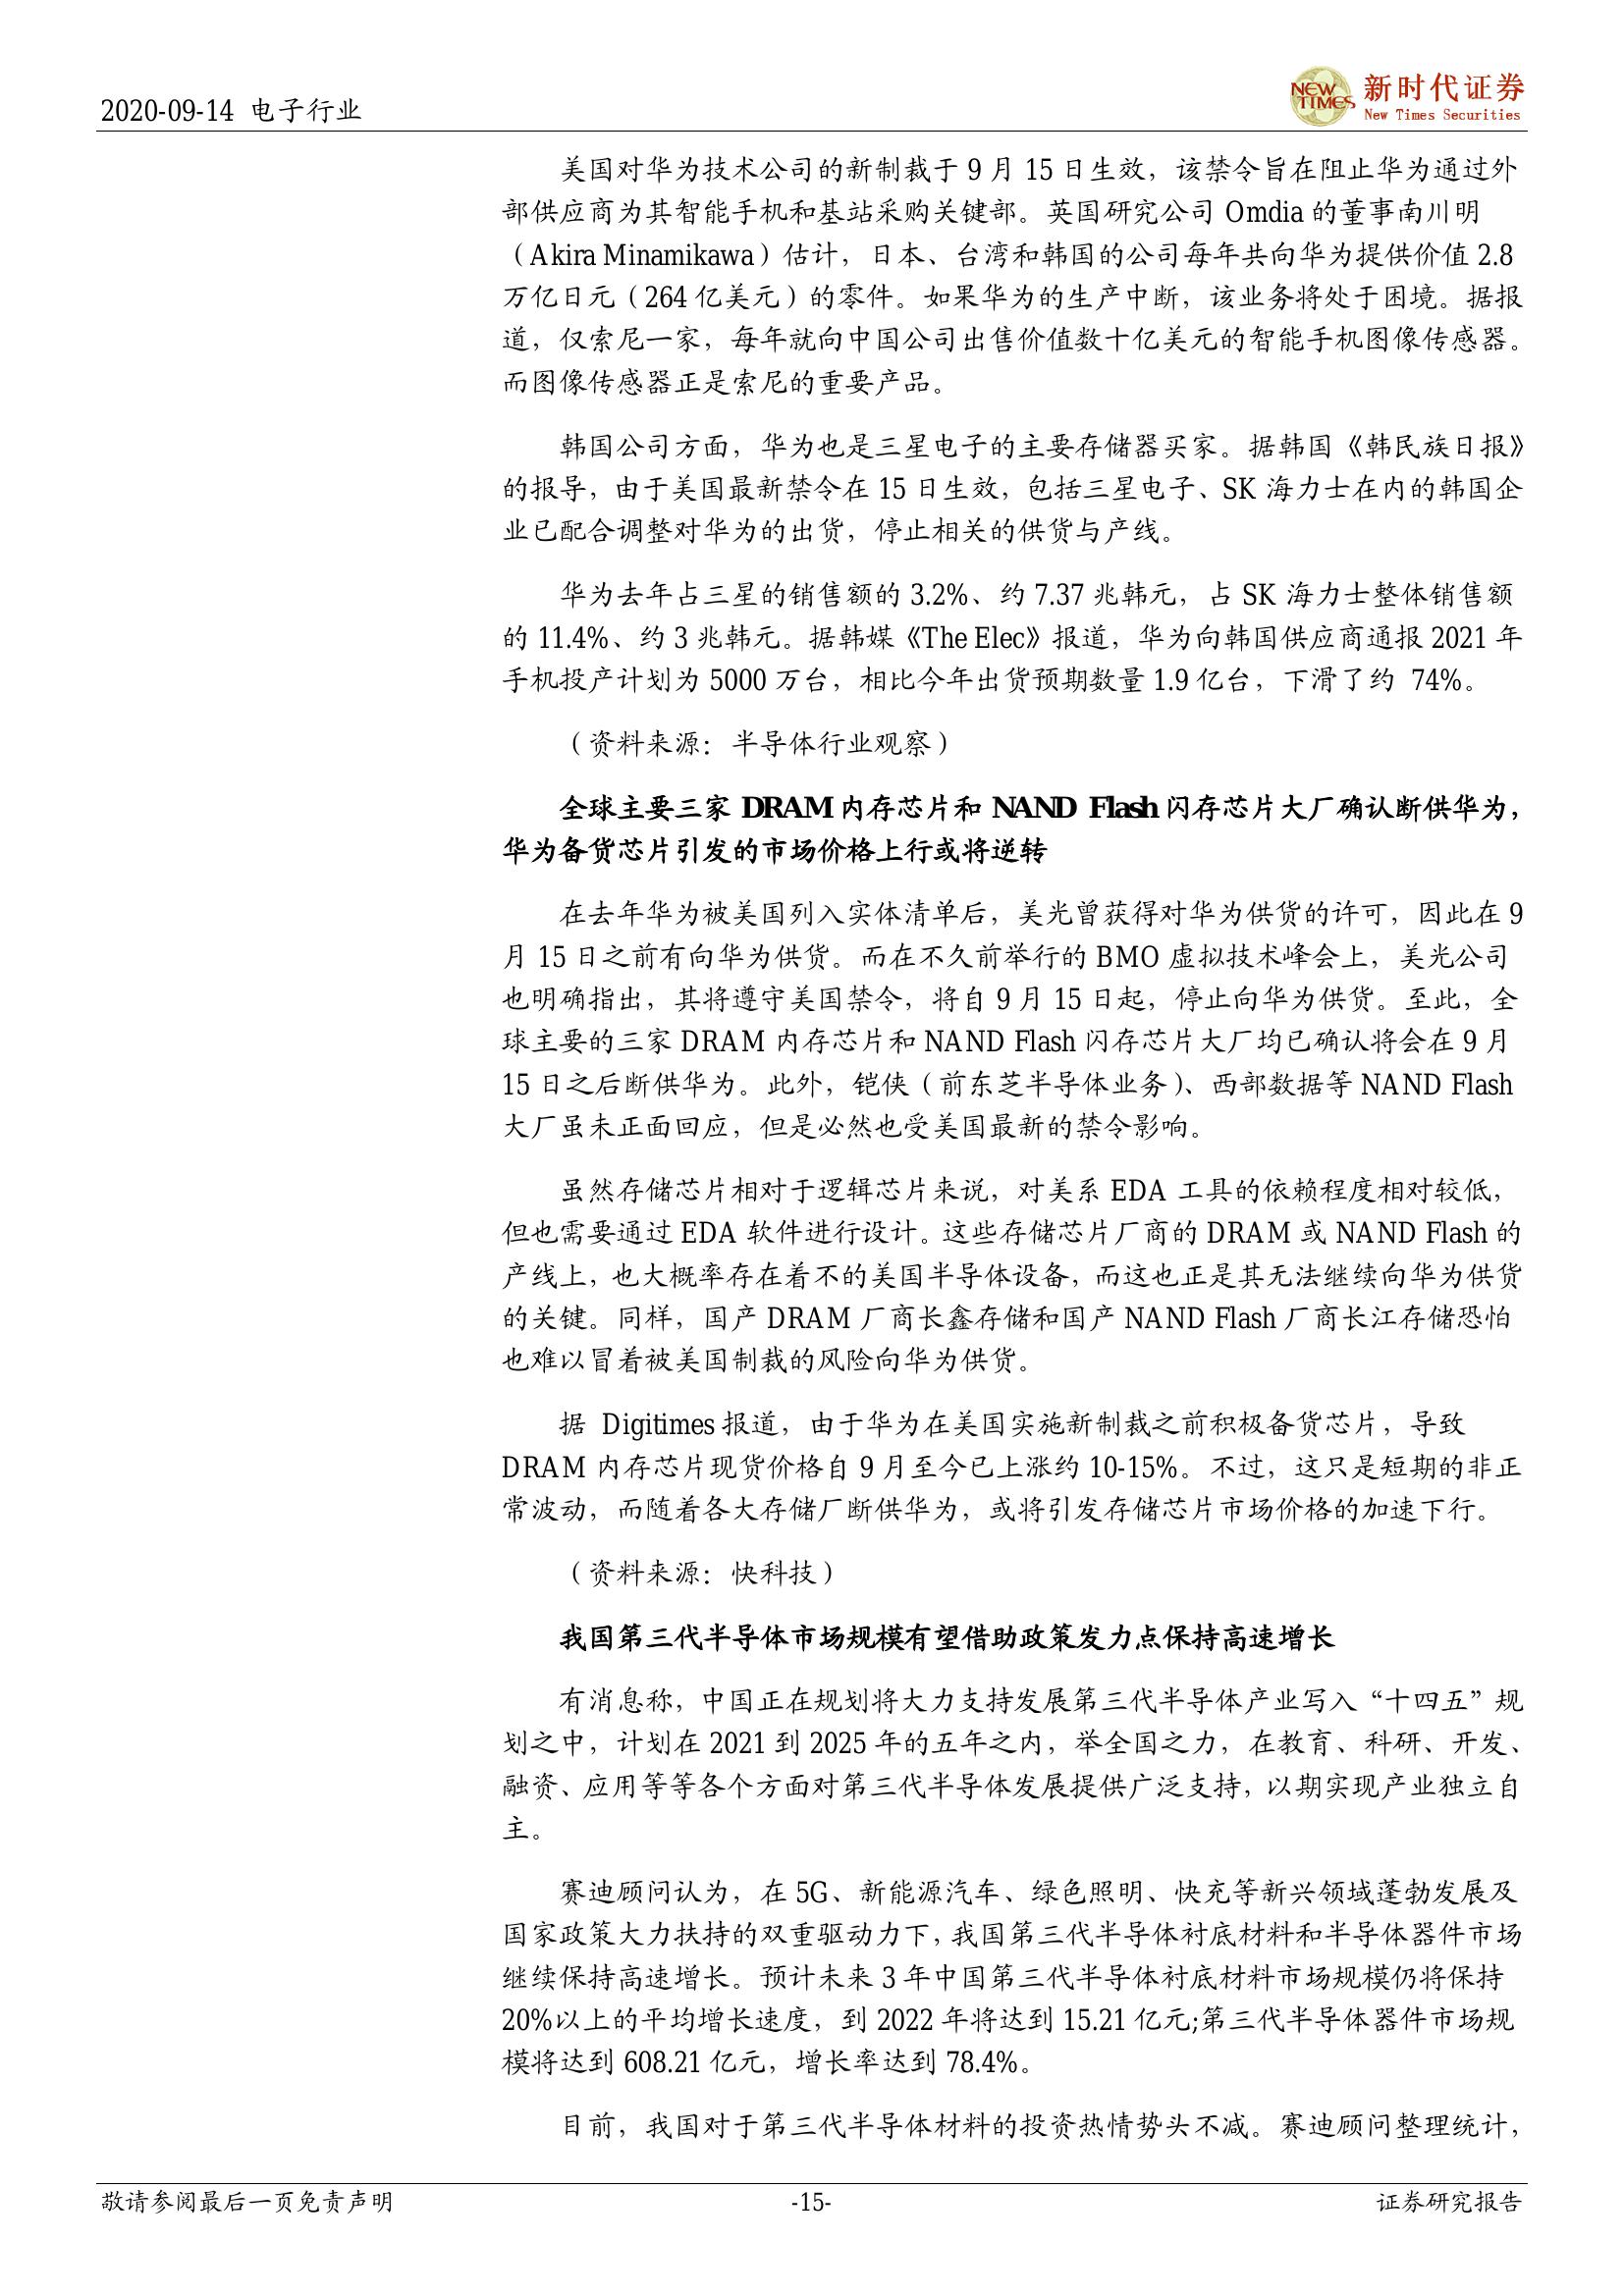 2020-09-14 电子行业
NEW TIMES
新时代证券
New Times Securities
美国对华为技术公司的新制裁于 9 月 15 日生效，该禁令旨在阻止华为通过外
部供应商为其智能手机和基站采购关键部。英国研究公司 Omdia 的董事南川明
（Akira Minamikawa）估计，日本、台湾和韩国的公司每年共向华为提供价值 2.8
万亿日元（264 亿美元）的零件。如果华为的生产中断，该业务将处于困境。据报
道，仅索尼一家，每年就向中国公司出售价值数十亿美元的智能手机图像传感器。
而图像传感器正是索尼的重要产品。
韩国公司方面，华为也是三星电子的主要存储器买家。据韩国《韩民族日报》
的报导，由于美国最新禁令在 15 日生效，包括三星电子、SK 海力士在内的韩国企
业已配合调整对华为的出货，停止相关的供货与产线。
华为去年占三星的销售额的 3.2%、约 7.37 兆韩元，占 SK 海力士整体销售额
的 11.4%、约 3 兆韩元。据韩媒《The Elec》报道，华为向韩国供应商通报 2021 年
手机投产计划为 5000 万台，相比今年出货预期数量 1.9 亿台，下滑了约 74%。
（资料来源：半导体行业观察）
全球主要三家 DRAM 内存芯片和 NAND Flash 闪存芯片大厂确认断供华为，
华为备货芯片引发的市场价格上行或将逆转
在去年华为被美国列入实体清单后，美光曾获得对华为供货的许可，因此在 9
月 15 日之前有向华为供货。而在不久前举行的 BMO 虚拟技术峰会上，美光公司
也明确指出，其将遵守美国禁令，将自 9 月 15 日起，停止向华为供货。至此，全
球主要的三家 DRAM 内存芯片和 NAND Flash 闪存芯片大厂均已确认将会在 9 月
15 日之后断供华为。此外，铠侠（前东芝半导体业务）、西部数据等 NAND Flash
大厂虽未正面回应，但是必然也受美国最新的禁令影响。
虽然存储芯片相对于逻辑芯片来说，对美系 EDA 工具的依赖程度相对较低，
但也需要通过 EDA 软件进行设计。这些存储芯片厂商的 DRAM 或 NAND Flash 的
产线上，也大概率存在着不的美国半导体设备，而这也正是其无法继续向华为供货
的关键。同样，国产 DRAM 厂商长鑫存储和国产 NAND Flash 厂商长江存储恐怕
也难以冒着被美国制裁的风险向华为供货。
据 Digitimes 报道，由于华为在美国实施新制裁之前积极备货芯片，导致
DRAM 内存芯片现货价格自 9 月至今已上涨约 10-15%。不过，这只是短期的非正
常波动，而随着各大存储厂断供华为，或将引发存储芯片市场价格的加速下行。
（资料来源：快科技）
我国第三代半导体市场规模有望借助政策发力点保持高速增长
有消息称，中国正在规划将大力支持发展第三代半导体产业写入“十四五”规
划之中，计划在 2021 到 2025 年的五年之内，举全国之力，在教育、科研、开发、
融资、应用等等各个方面对第三代半导体发展提供广泛支持，以期实现产业独立自
主。
赛迪顾问认为，在 5G、新能源汽车、绿色照明、快充等新兴领域蓬勃发展及
国家政策大力扶持的双重驱动力下，我国第三代半导体衬底材料和半导体器件市场
继续保持高速增长。预计未来 3 年中国第三代半导体衬底材料市场规模仍将保持
20%以上的平均增长速度，到 2022 年将达到 15.21 亿元;第三代半导体器件市场规
模将达到 608.21 亿元，增长率达到 78.4%。
目前，我国对于第三代半导体材料的投资热情势头不减。赛迪顾问整理统计，
敬请参阅最后一页免责声明
-15-
证券研究报告